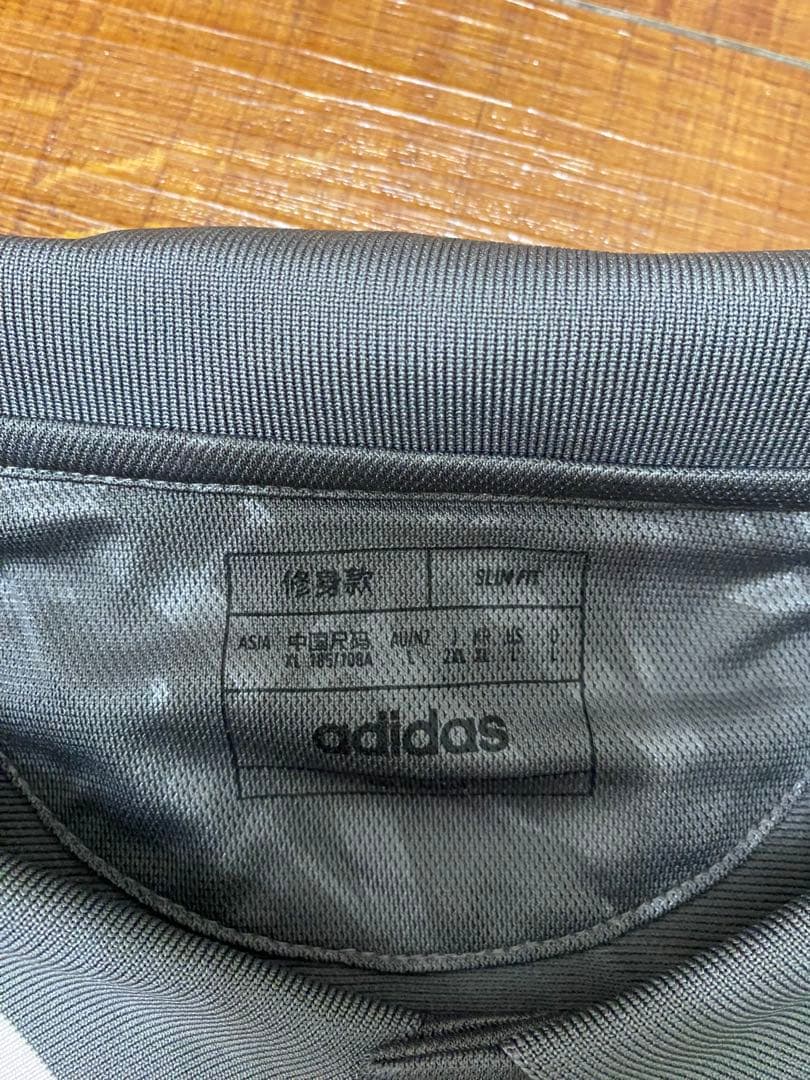 修身款 SLIM FIT
ASIA 中国尺码 AU/NZ J KR US D
XL 185/108A L 2XL XL L L
adidas